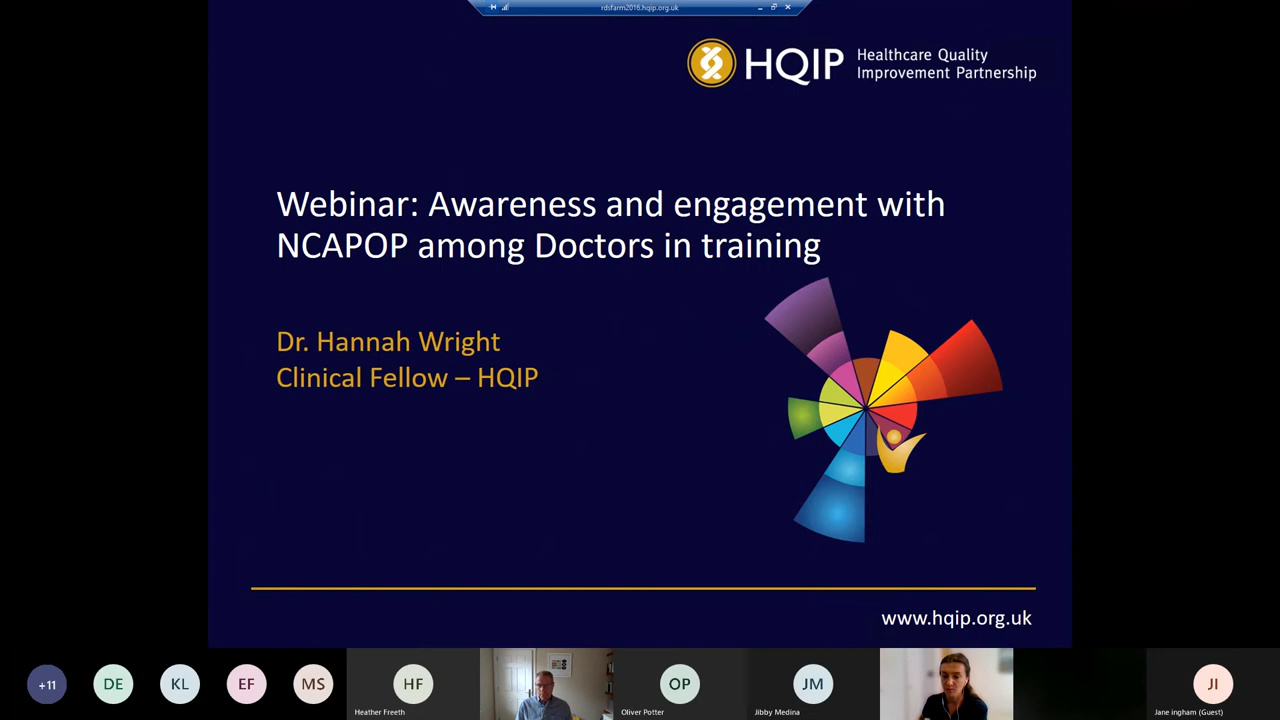 rdsfarm2016.hqip.org.uk
HQIP
Healthcare Quality
Improvement Partnership
Webinar: Awareness and engagement with
NCAPOP among Doctors in training
Dr. Hannah Wright
Clinical Fellow – HQIP
www.hqip.org.uk
+11
DE
KL
EF
MS
HF
Heather Freeth
OP
Oliver Potter
JM
Jibby Medina
JI
Jane ingham (Guest)